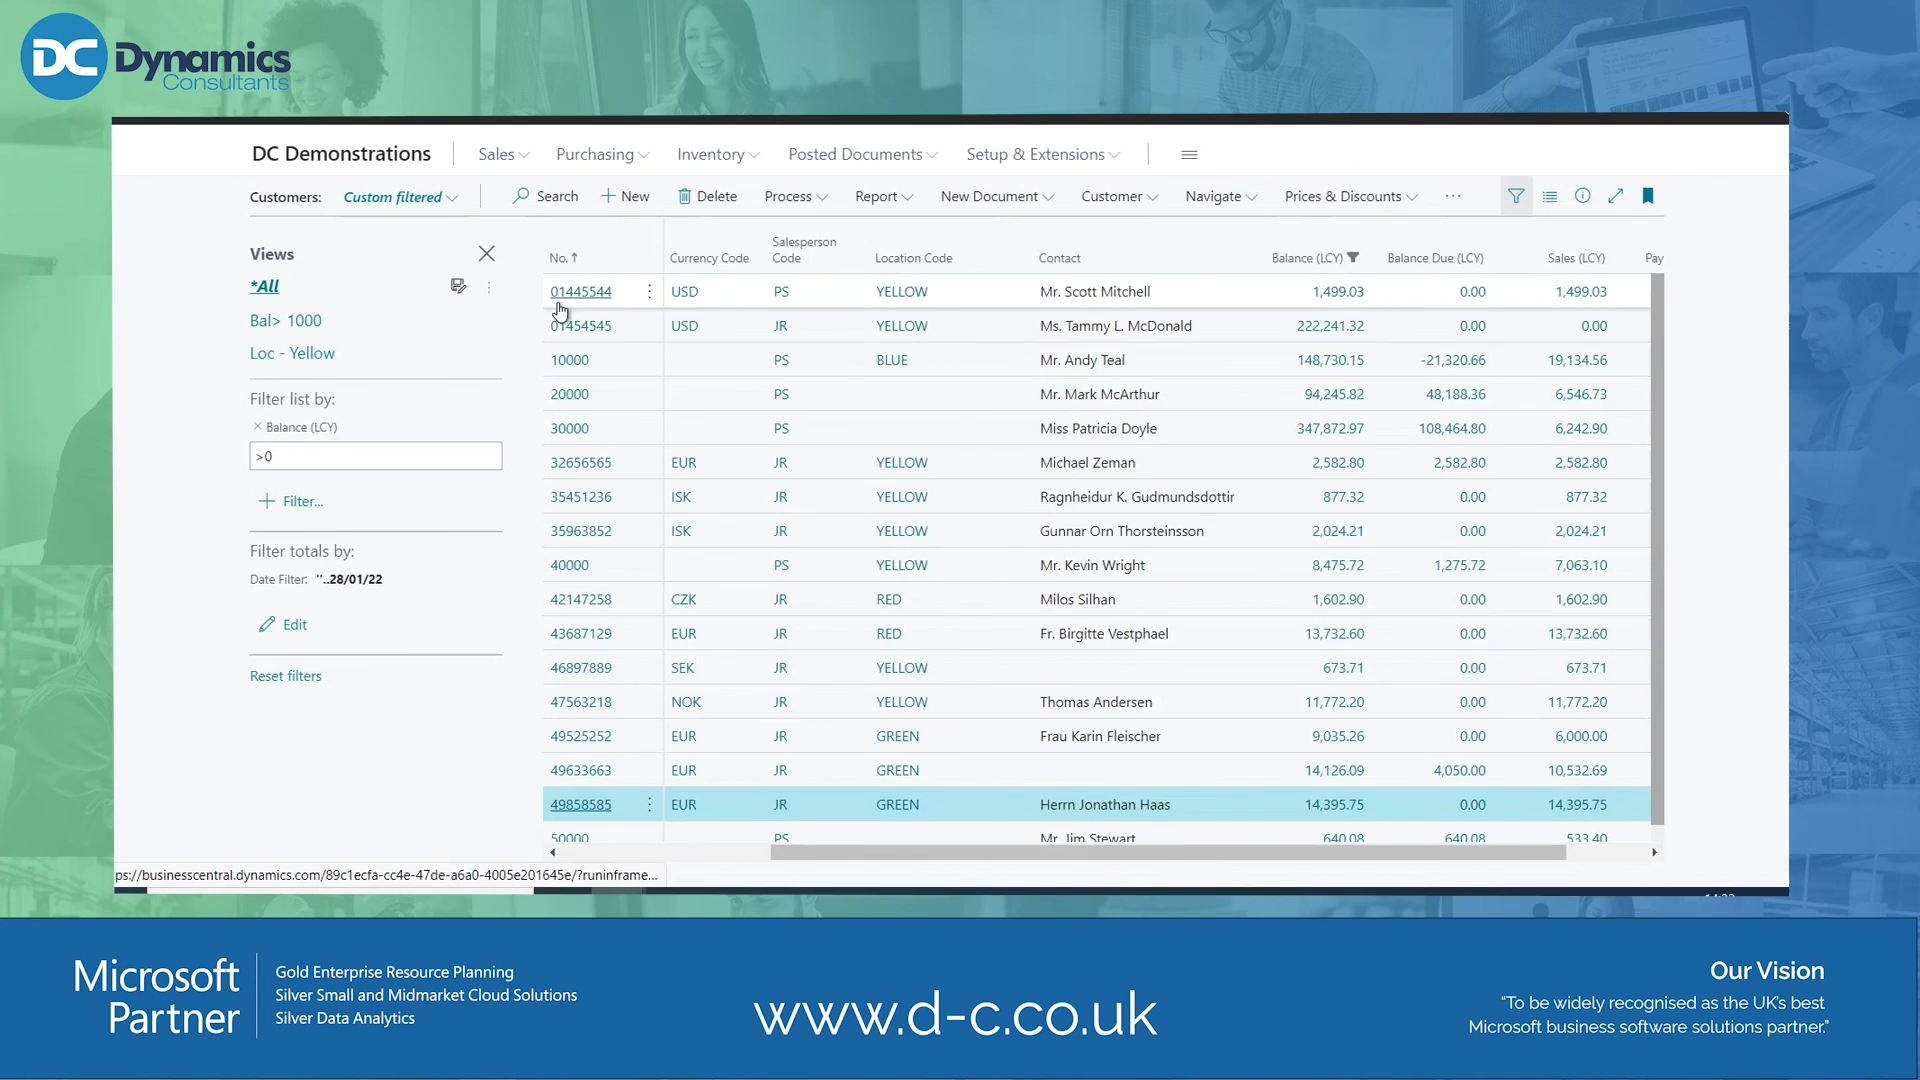 DC Dynamics
Consultants
DC Demonstrations Sales Purchasing Inventory Posted Documents Setup & Extensions
Customers: Custom filtered Search + New Delete Process Report New Document Customer Navigate Prices & Discounts ...
Views
*All
Bal> 1000
Loc - Yellow
Filter list by:
× Balance (LCY)
>0
+ Filter...
Filter totals by:
Date Filter: ''..28/01/22
Edit
Reset filters
No. ↑ Currency Code Salesperson Code Location Code Contact Balance (LCY) Balance Due (LCY) Sales (LCY) Pay
01445544 USD PS YELLOW Mr. Scott Mitchell 1,499.03 0.00 1,499.03
01454545 USD JR YELLOW Ms. Tammy L. McDonald 222,241.32 0.00 0.00
10000 PS BLUE Mr. Andy Teal 148,730.15 -21,320.66 19,134.56
20000 PS Mr. Mark McArthur 94,245.82 48,188.36 6,546.73
30000 PS Miss Patricia Doyle 347,872.97 108,464.80 6,242.90
32656565 EUR JR YELLOW Michael Zeman 2,582.80 2,582.80 2,582.80
35451236 ISK JR YELLOW Ragnheidur K. Gudmundsdottir 877.32 0.00 877.32
35963852 ISK JR YELLOW Gunnar Orn Thorsteinsson 2,024.21 0.00 2,024.21
40000 PS YELLOW Mr. Kevin Wright 8,475.72 1,275.72 7,063.10
42147258 CZK JR RED Milos Silhan 1,602.90 0.00 1,602.90
43687129 EUR JR RED Fr. Birgitte Vestphael 13,732.60 0.00 13,732.60
46897889 SEK JR YELLOW 673.71 0.00 673.71
47563218 NOK JR YELLOW Thomas Andersen 11,772.20 0.00 11,772.20
49525252 EUR JR GREEN Frau Karin Fleischer 9,035.26 0.00 6,000.00
49633663 EUR JR GREEN 14,126.09 4,050.00 10,532.69
49858585 EUR JR GREEN Herrn Jonathan Haas 14,395.75 0.00 14,395.75
50000 PS Mr. Jim Stewart 640.08 640.08 533.40
ps://businesscentral.dynamics.com/89c1ecfa-cc4e-47de-a6a0-4005e201645e/?runinframe...
Microsoft
Partner
Gold Enterprise Resource Planning
Silver Small and Midmarket Cloud Solutions
Silver Data Analytics
www.d-c.co.uk
Our Vision
“To be widely recognised as the UK's best
Microsoft business software solutions partner.”